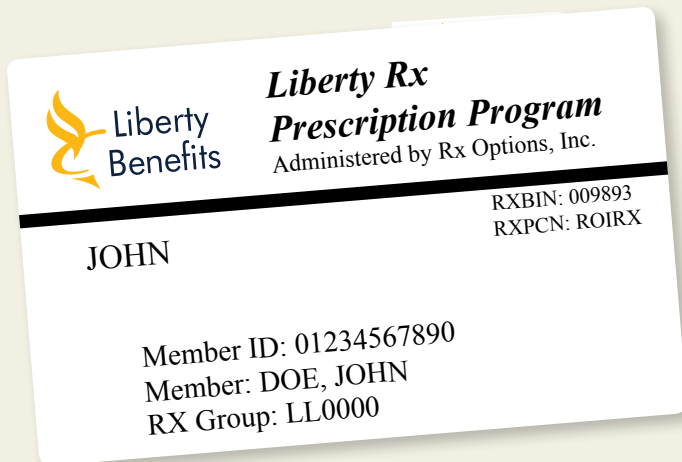 Liberty
Benefits
Liberty Rx
Prescription Program
Administered by Rx Options, Inc.
RXBIN: 009893
RXPCN: ROIRX
JOHN
Member ID: 01234567890
Member: DOE, JOHN
RX Group: LL0000